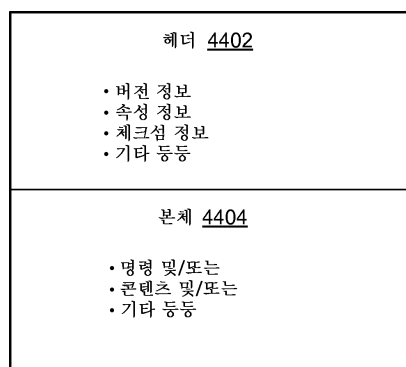 헤더 4402
• 버전 정보
• 속성 정보
• 체크섬 정보
• 기타 등등
본체 4404
• 명령 및/또는
• 콘텐츠 및/또는
• 기타 등등